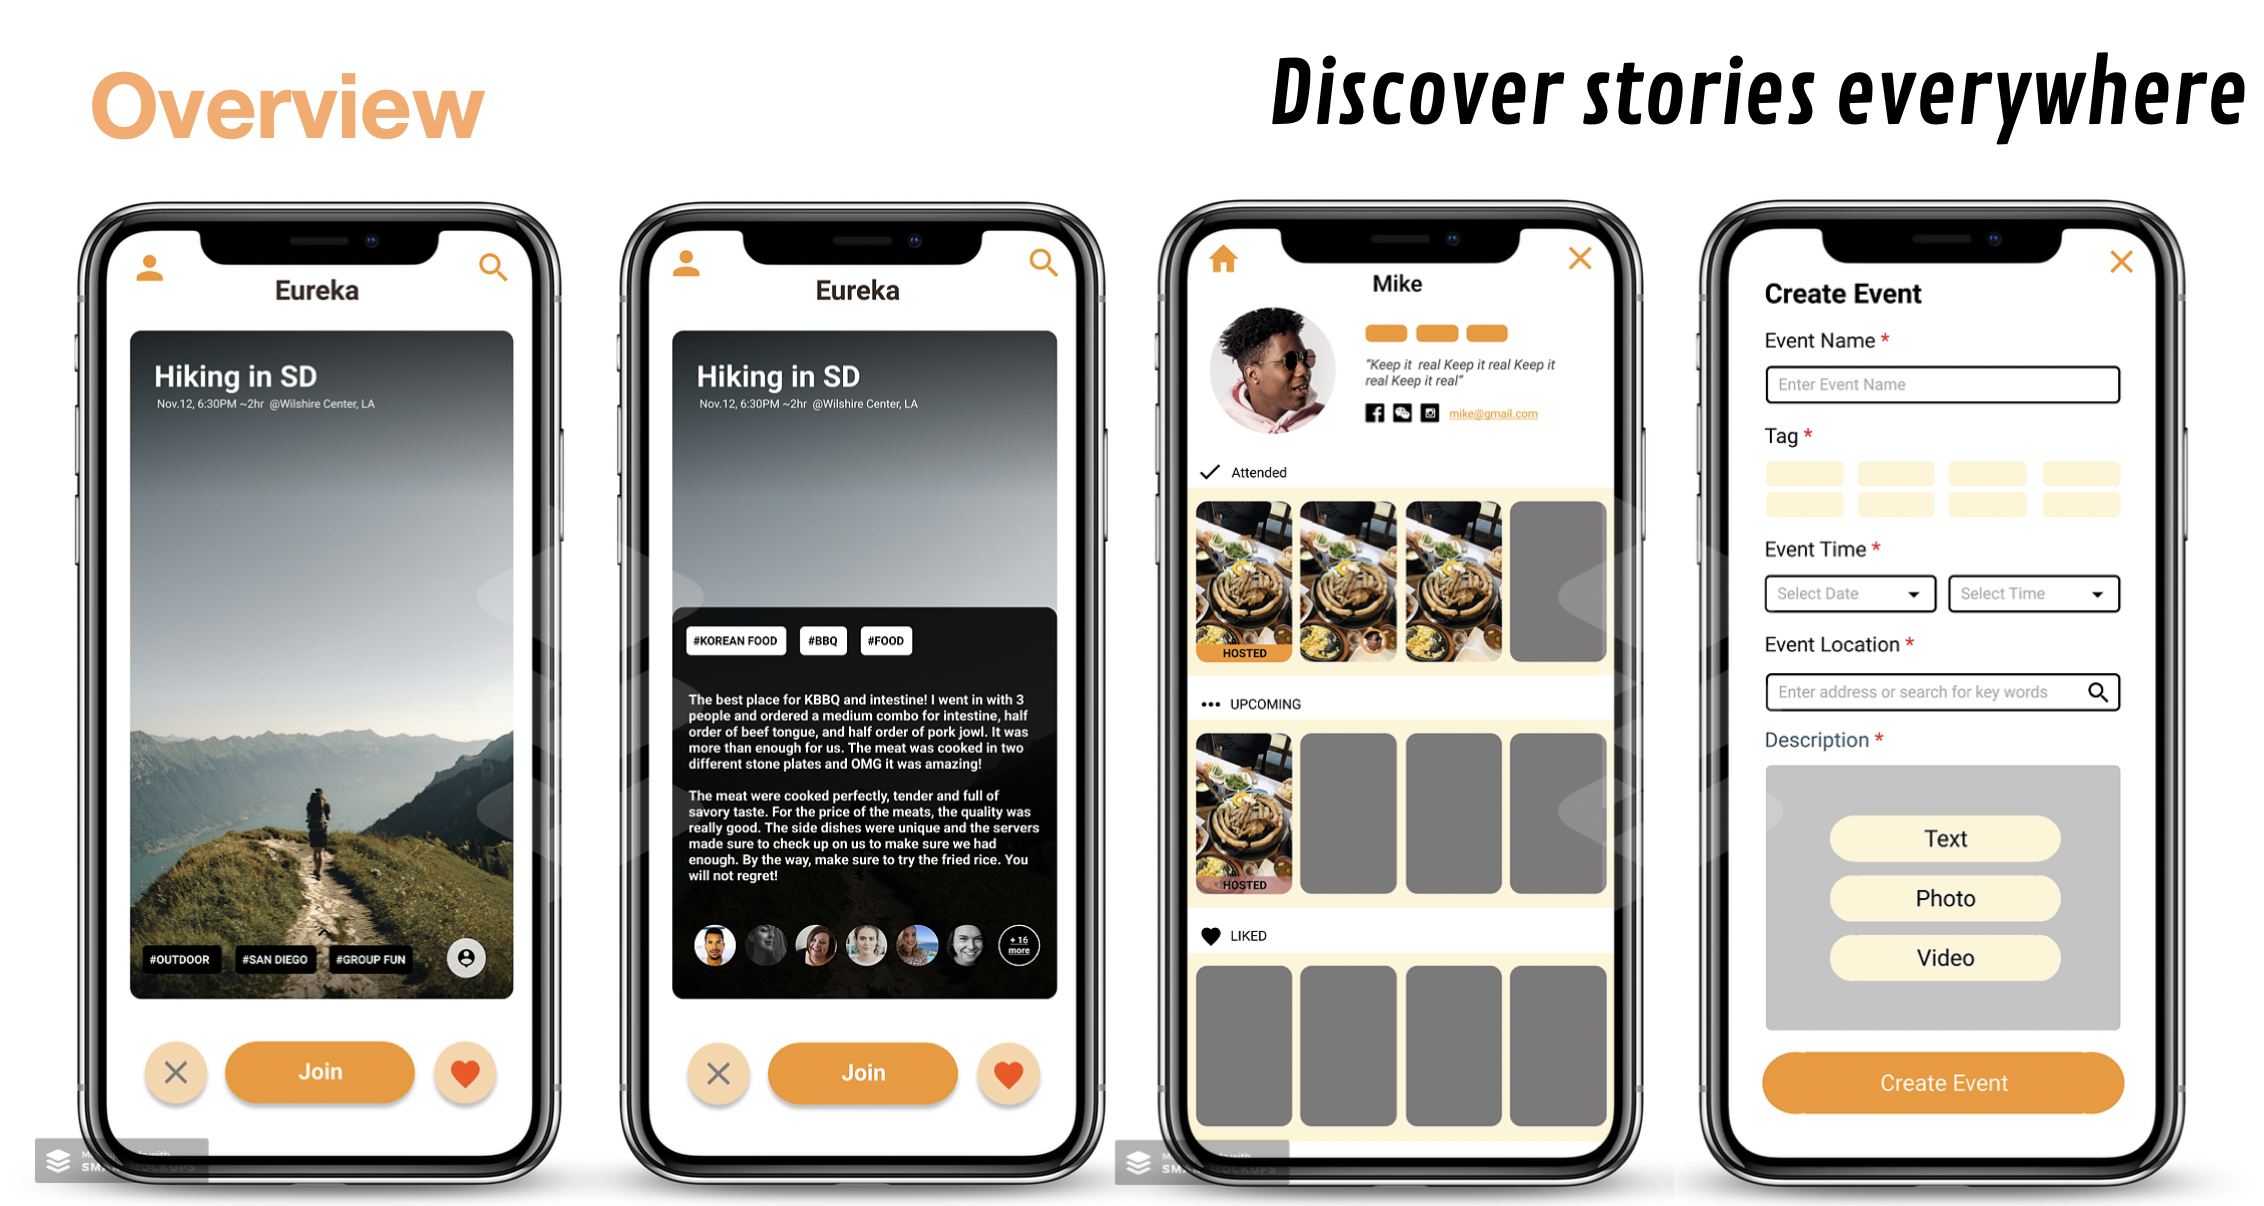 Overview
Discover stories everywhere
Eureka
Hiking in SD
Nov.12, 6:30PM ~2hr @Wilshire Center, LA
#OUTDOOR
#SAN DIEGO
#GROUP FUN
Join
Eureka
Hiking in SD
Nov.12, 6:30PM ~2hr @Wilshire Center, LA
#KOREAN FOOD
#BBQ
#FOOD
The best place for KBBQ and intestine! I went in with 3
people and ordered a medium combo for intestine, half
order of beef tongue, and half order of pork jowl. It was
more than enough for us. The meat was cooked in two
different stone plates and OMG it was amazing!
The meat were cooked perfectly, tender and full of
savory taste. For the price of the meats, the quality was
really good. The side dishes were unique and the servers
made sure to check up on us to make sure we had
enough. By the way, make sure to try the fried rice. You
will not regret!
+ 16
more
Join
Mike
"Keep it real Keep it real Keep it
real Keep it real"
mike@gmail.com
Attended
HOSTED
UPCOMING
HOSTED
LIKED
Create Event
Event Name *
Enter Event Name
Tag *
Event Time *
Select Date
Select Time
Event Location *
Enter address or search for key words
Description *
Text
Photo
Video
Create Event
with
MOCKUPS
with
MOCKUPS